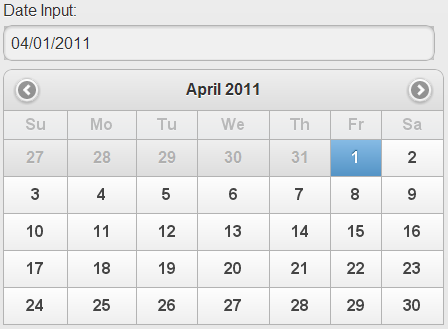 Date Input:
04/01/2011
April 2011
Su Mo Tu We Th Fr Sa
27 28 29 30 31 1 2
3 4 5 6 7 8 9
10 11 12 13 14 15 16
17 18 19 20 21 22 23
24 25 26 27 28 29 30